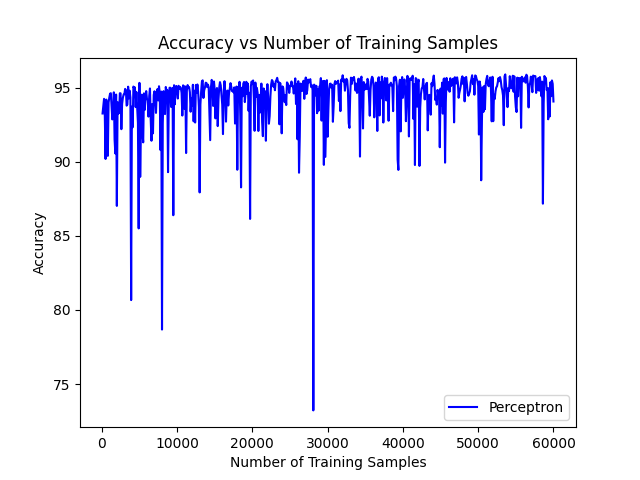 Accuracy vs Number of Training Samples
95
90
85
80
75
Accuracy
Perceptron
0 10000 20000 30000 40000 50000 60000
Number of Training Samples